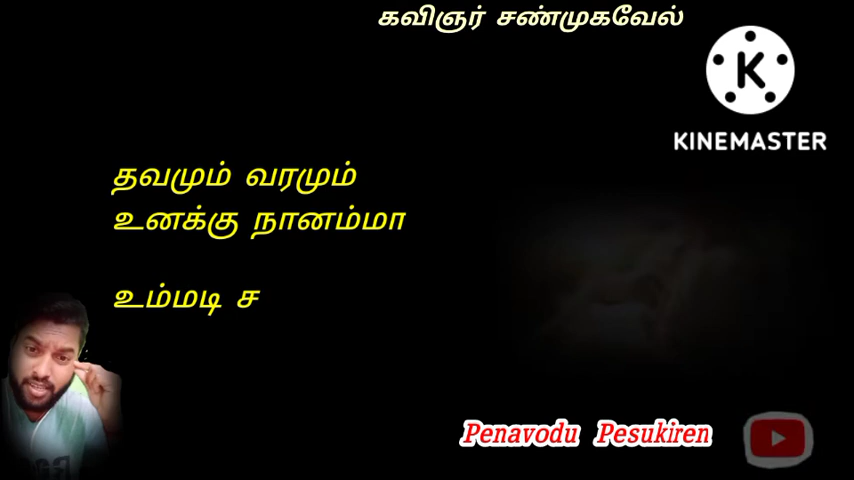 கவிஞர் சண்முகவேல்
KINEMASTER
தவமும் வரமும்
உனக்கு நானம்மா
உம்மடி ச
Penavodu Pesukiren